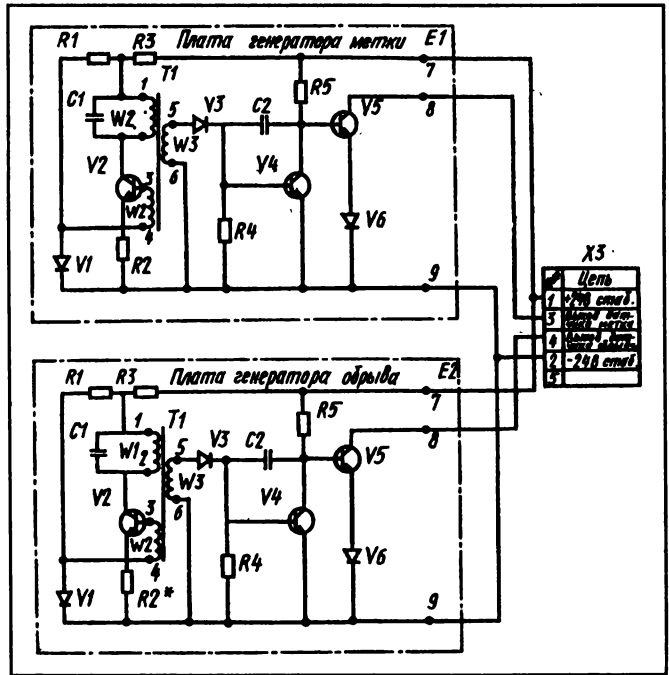 Плата генератора метки E1
R1 R3
7
1 T1
C1 W2
5 V3 C2 R5 V5 8
W3
V2 3 6 V4
W2
4
V1 R2 R4 V6
9
X3
Цепь
1 +24В стаб.
3
4
2 -24В стаб.
5
Плата генератора обрыва E2
R1 R3
7
1 T1
C1 W1 2
5 V3 C2 R5 V5 8
W3
V2 3 6 V4
W2
4
V1 R2* R4 V6
9